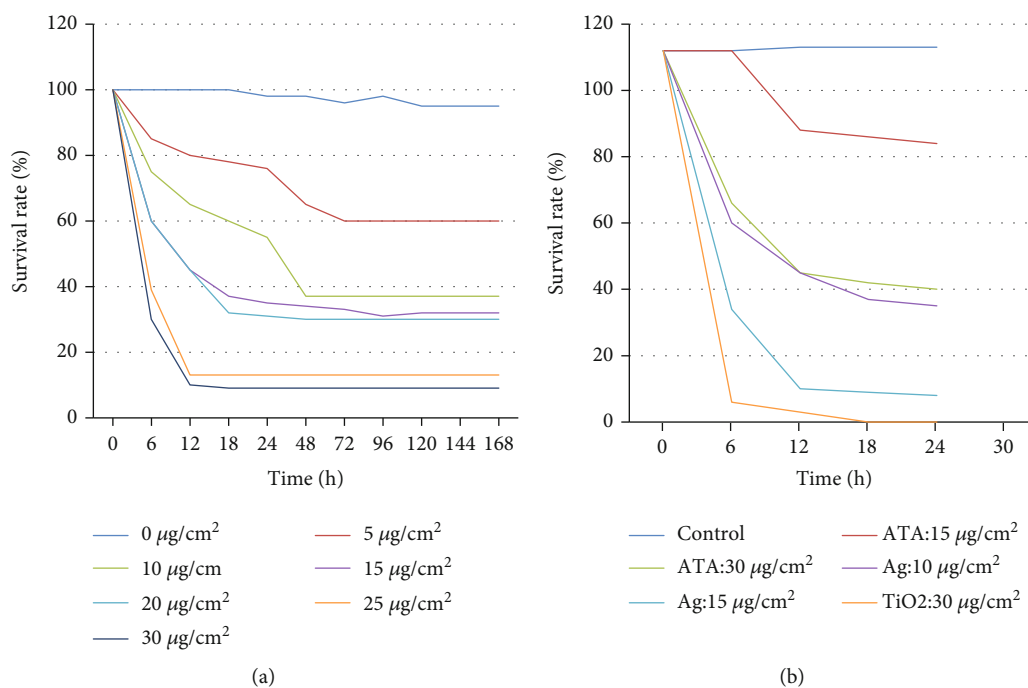 120
100
80
60
40
20
0
Survival rate (%)
0 6 12 18 24 48 72 96 120 144 168
Time (h)
0 μg/cm²
5 μg/cm²
10 μg/cm
15 μg/cm²
20 μg/cm²
25 μg/cm²
30 μg/cm²
(a)
120
100
80
60
40
20
0
Survival rate (%)
0 6 12 18 24 30
Time (h)
Control
ATA:15 μg/cm²
ATA:30 μg/cm²
Ag:10 μg/cm²
Ag:15 μg/cm²
TiO2:30 μg/cm²
(b)